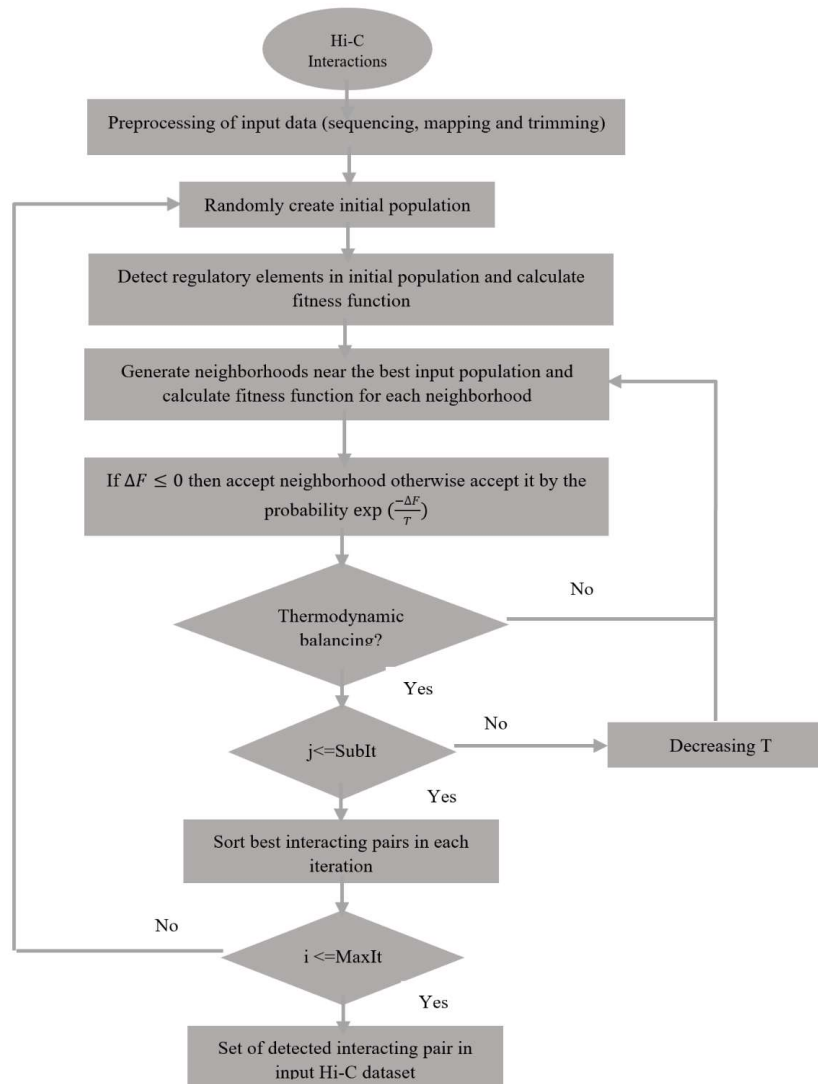 Hi-C
Interactions
Preprocessing of input data (sequencing, mapping and trimming)
Randomly create initial population
Detect regulatory elements in initial population and calculate
fitness function
Generate neighborhoods near the best input population and
calculate fitness function for each neighborhood
If ΔF ≤ 0 then accept neighborhood otherwise accept it by the
probability exp (−ΔF/T)
Thermodynamic
balancing?
No
Yes
j<=SubIt
No
Decreasing T
Yes
Sort best interacting pairs in each
iteration
No
i <=MaxIt
Yes
Set of detected interacting pair in
input Hi-C dataset